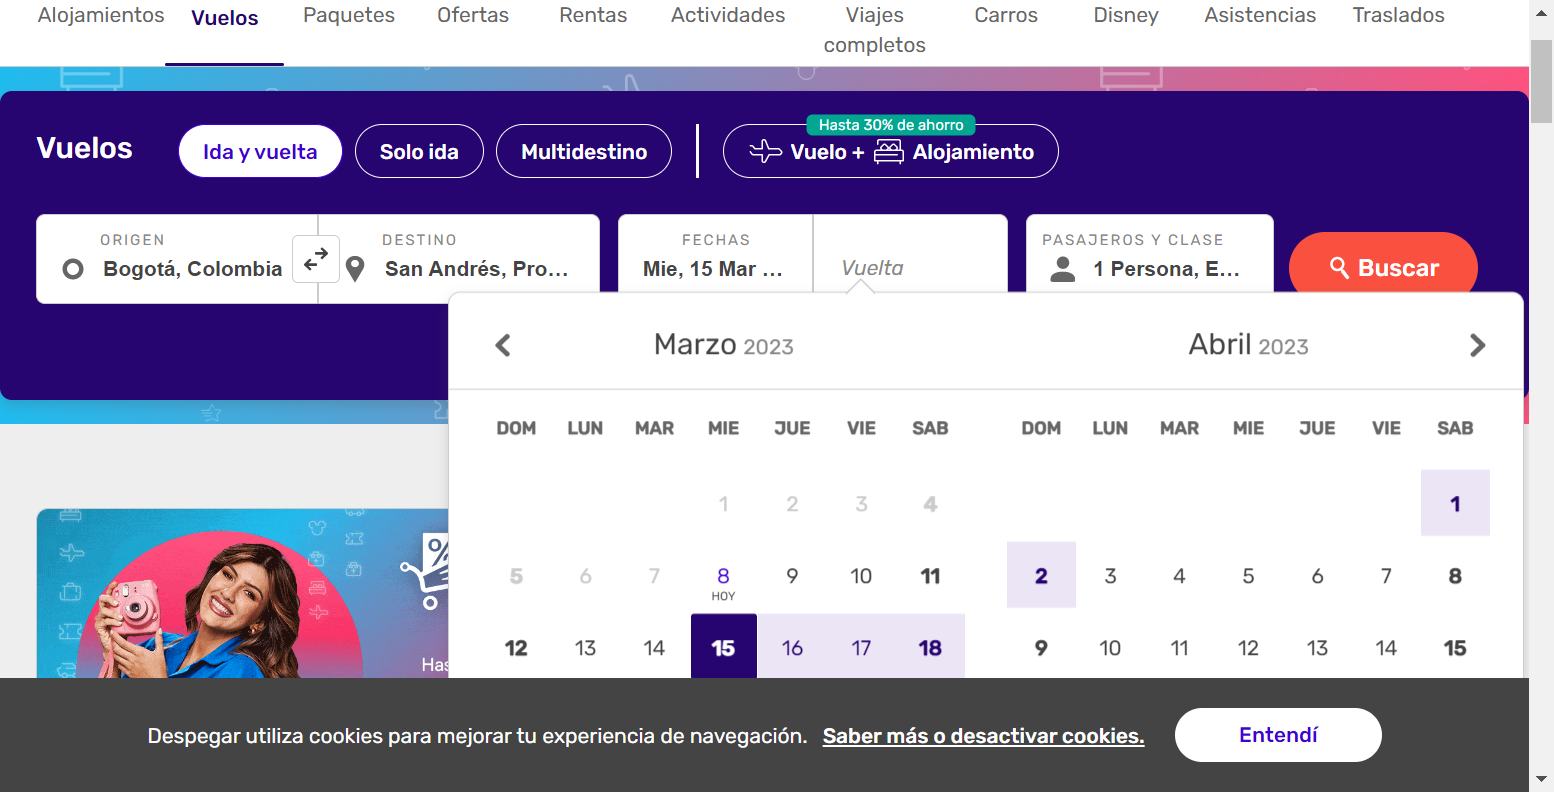 Alojamientos Vuelos Paquetes Ofertas Rentas Actividades Viajes completos Carros Disney Asistencias Traslados
Hasta 30% de ahorro
Vuelos Ida y vuelta Solo ida Multidestino Vuelo + Alojamiento
ORIGEN DESTINO FECHAS PASAJEROS Y CLASE
Bogotá, Colombia San Andrés, Pro... Mie, 15 Mar ... Vuelta 1 Persona, E... Buscar
Marzo 2023 Abril 2023
DOM LUN MAR MIE JUE VIE SAB DOM LUN MAR MIE JUE VIE SAB
1 2 3 4 1
5 6 7 8 9 10 11 2 3 4 5 6 7 8
HOY
12 13 14 15 16 17 18 9 10 11 12 13 14 15
%
Has
Despegar utiliza cookies para mejorar tu experiencia de navegación. Saber más o desactivar cookies. Entendí